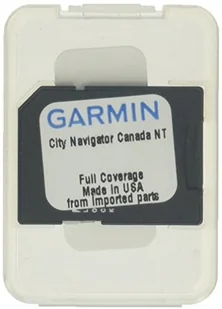 GARMIN
City Navigator Canada NT
Full Coverage
Made in USA
from imported parts